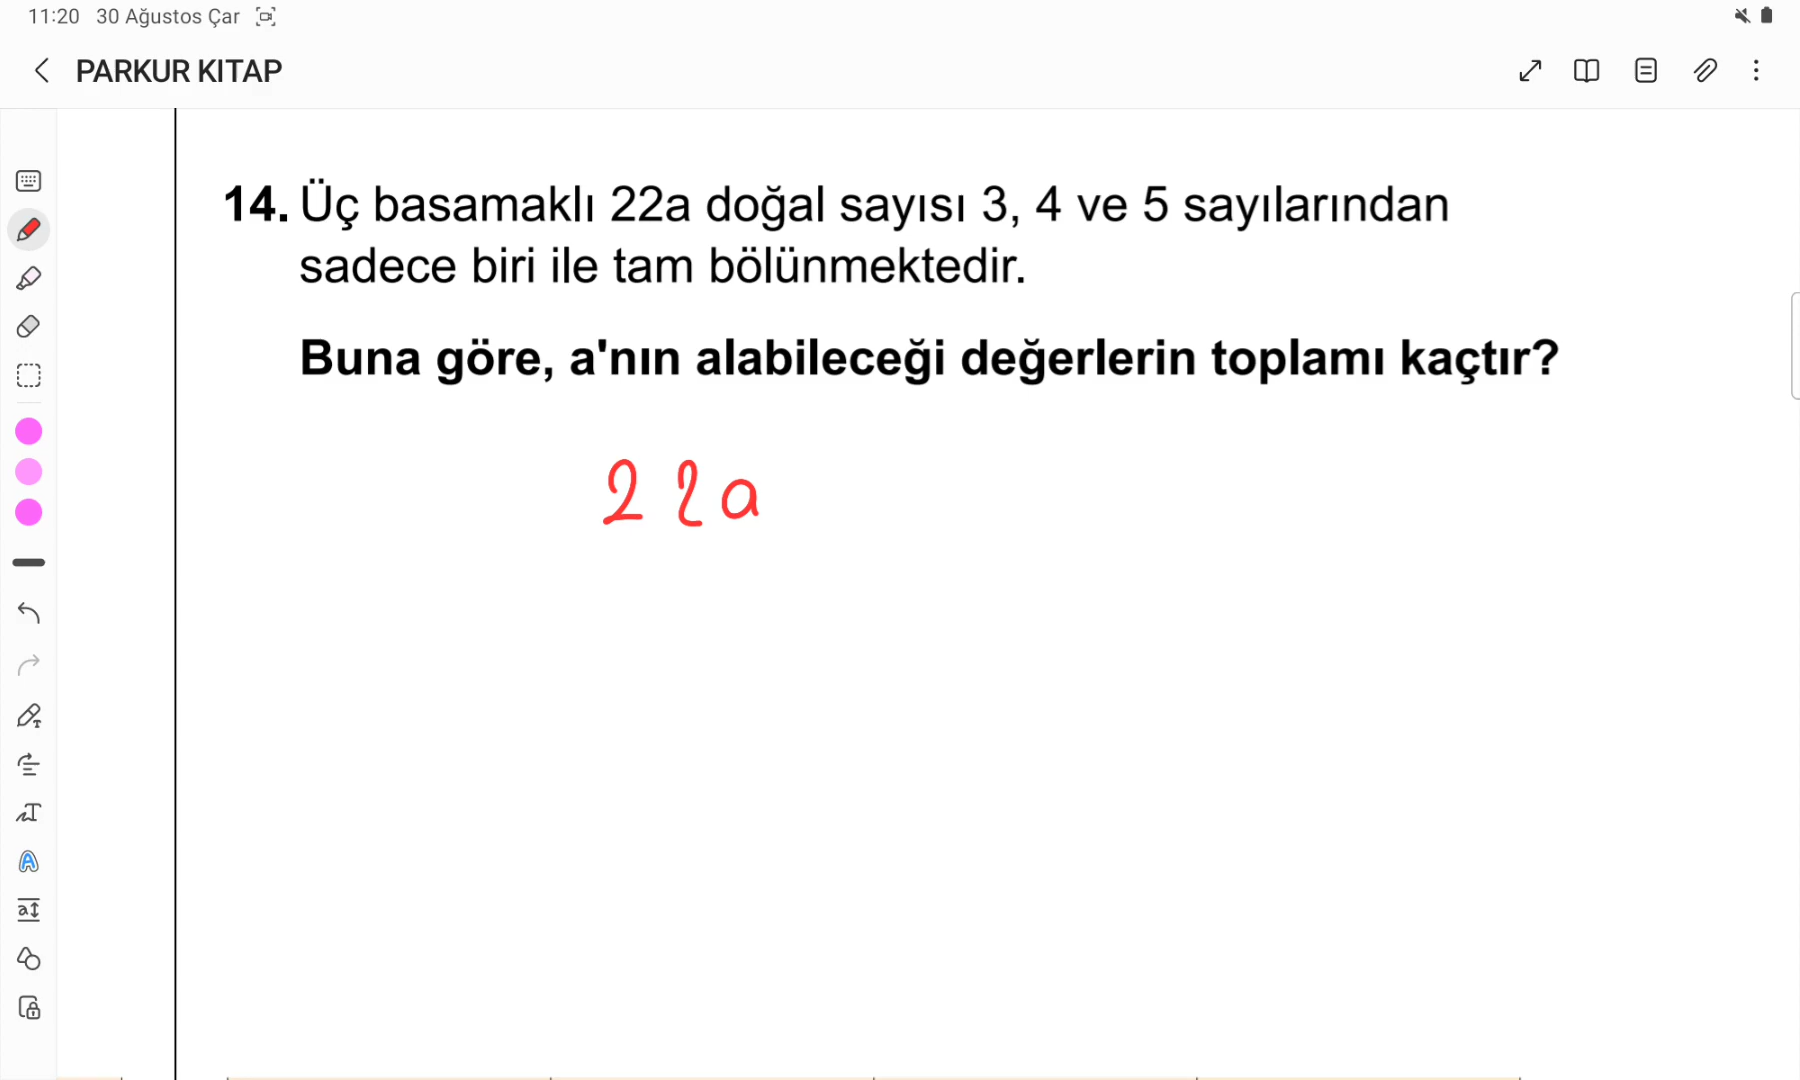 11:20 30 Ağustos Çar
PARKUR KITAP
14. Üç basamaklı 22a doğal sayısı 3, 4 ve 5 sayılarından
sadece biri ile tam bölünmektedir.
Buna göre, a'nın alabileceği değerlerin toplamı kaçtır?
22a